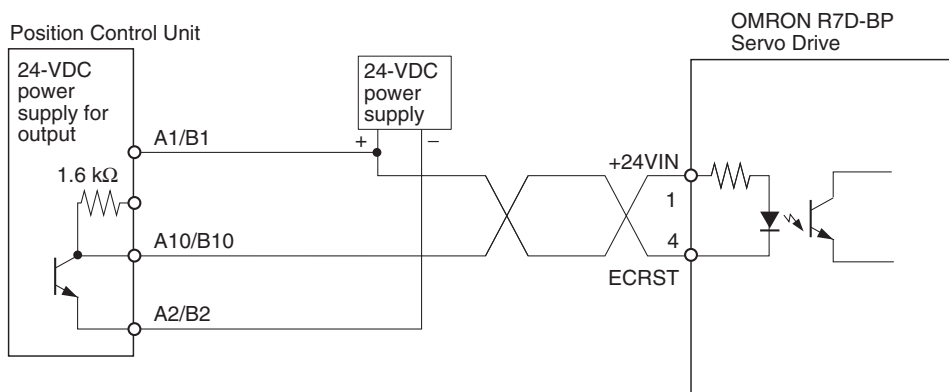 Position Control Unit
24-VDC
power
supply for
output
1.6 kΩ
A1/B1
A10/B10
A2/B2
24-VDC
power
supply
+
−
OMRON R7D-BP
Servo Drive
+24VIN
1
4
ECRST